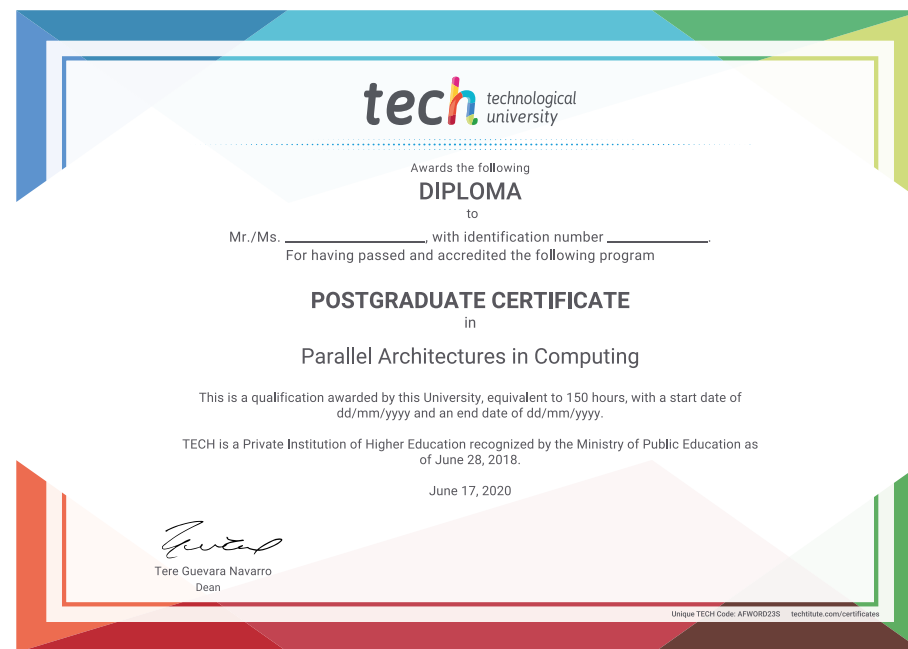 tech technological
university
Awards the following
DIPLOMA
to
Mr./Ms. ____________________, with identification number ______________.
For having passed and accredited the following program
POSTGRADUATE CERTIFICATE
in
Parallel Architectures in Computing
This is a qualification awarded by this University, equivalent to 150 hours, with a start date of
dd/mm/yyyy and an end date of dd/mm/yyyy.
TECH is a Private Institution of Higher Education recognized by the Ministry of Public Education as
of June 28, 2018.
June 17, 2020
Tere Guevara Navarro
Dean
Unique TECH Code: AFWORD23S techtitute.com/certificates